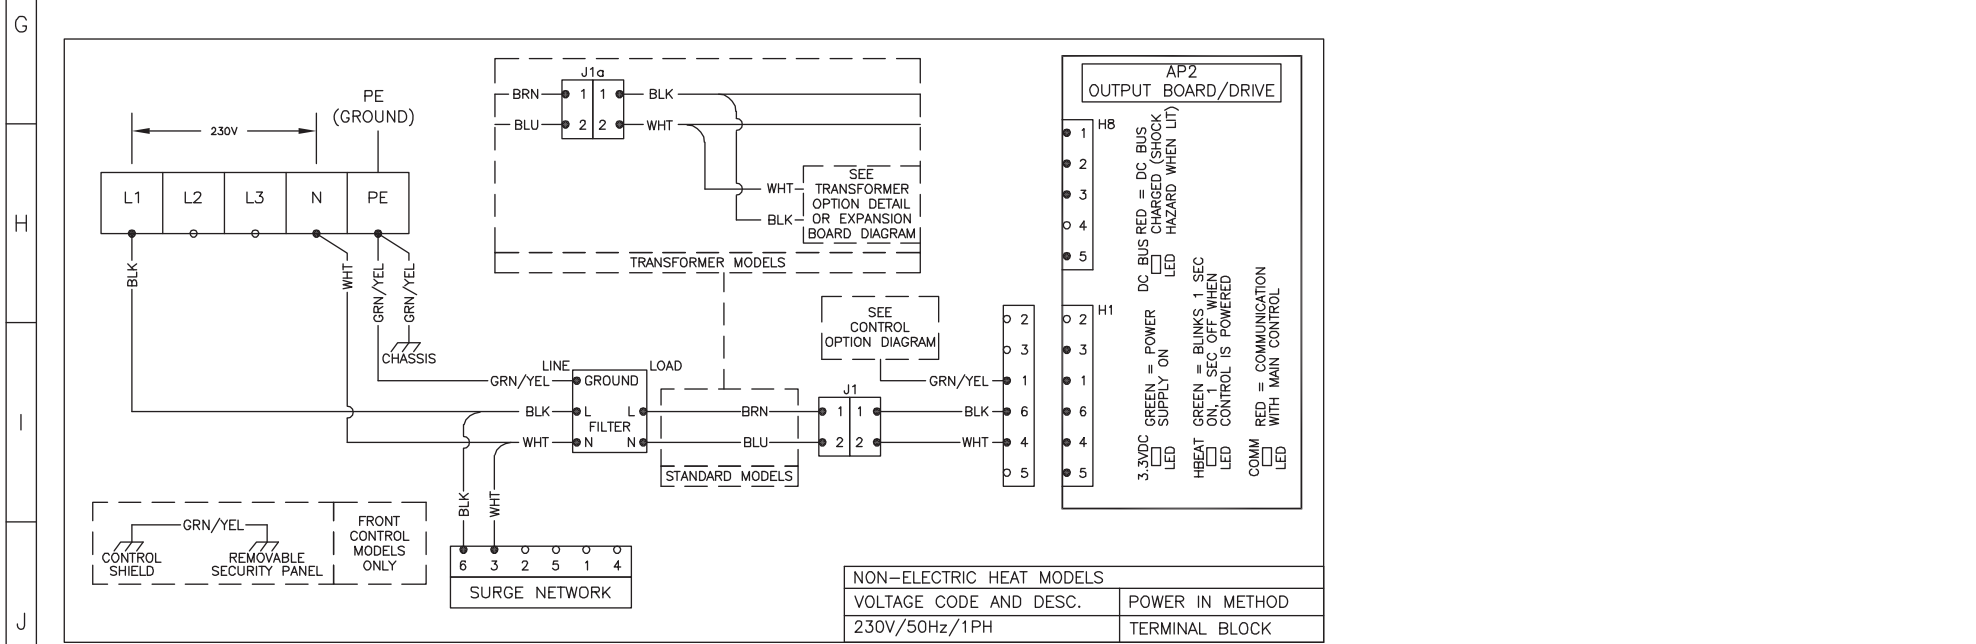 G
H
I
J
PE
(GROUND)
230V
L1 L2 L3 N PE
BLK
WHT
GRN/YEL
GRN/YEL
CHASSIS
J1a
BRN 1 1 BLK
BLU 2 2 WHT
WHT
BLK
SEE
TRANSFORMER
OPTION DETAIL
OR EXPANSION
BOARD DIAGRAM
TRANSFORMER MODELS
SEE
CONTROL
OPTION DIAGRAM
LINE LOAD
GRN/YEL GROUND
BLK L L BRN
FILTER
WHT N N BLU
STANDARD MODELS
J1
1 1
2 2
GRN/YEL
BLK
WHT
2
3
1
6
4
5
BLK
WHT
6 3 2 5 1 4
SURGE NETWORK
GRN/YEL
CONTROL
SHIELD
REMOVABLE
SECURITY PANEL
FRONT
CONTROL
MODELS
ONLY
AP2
OUTPUT BOARD/DRIVE
H8
1
2
3
4
5
H1
2
3
1
6
4
5
DC BUS
LED
RED = DC BUS
CHARGED (SHOCK
HAZARD WHEN LIT)
3.3VDC
LED
GREEN = POWER
SUPPLY ON
HBEAT
LED
GREEN = BLINKS 1 SEC
ON, 1 SEC OFF WHEN
CONTROL IS POWERED
COMM
LED
RED = COMMUNICATION
WITH MAIN CONTROL
NON-ELECTRIC HEAT MODELS
VOLTAGE CODE AND DESC. POWER IN METHOD
230V/50Hz/1PH TERMINAL BLOCK